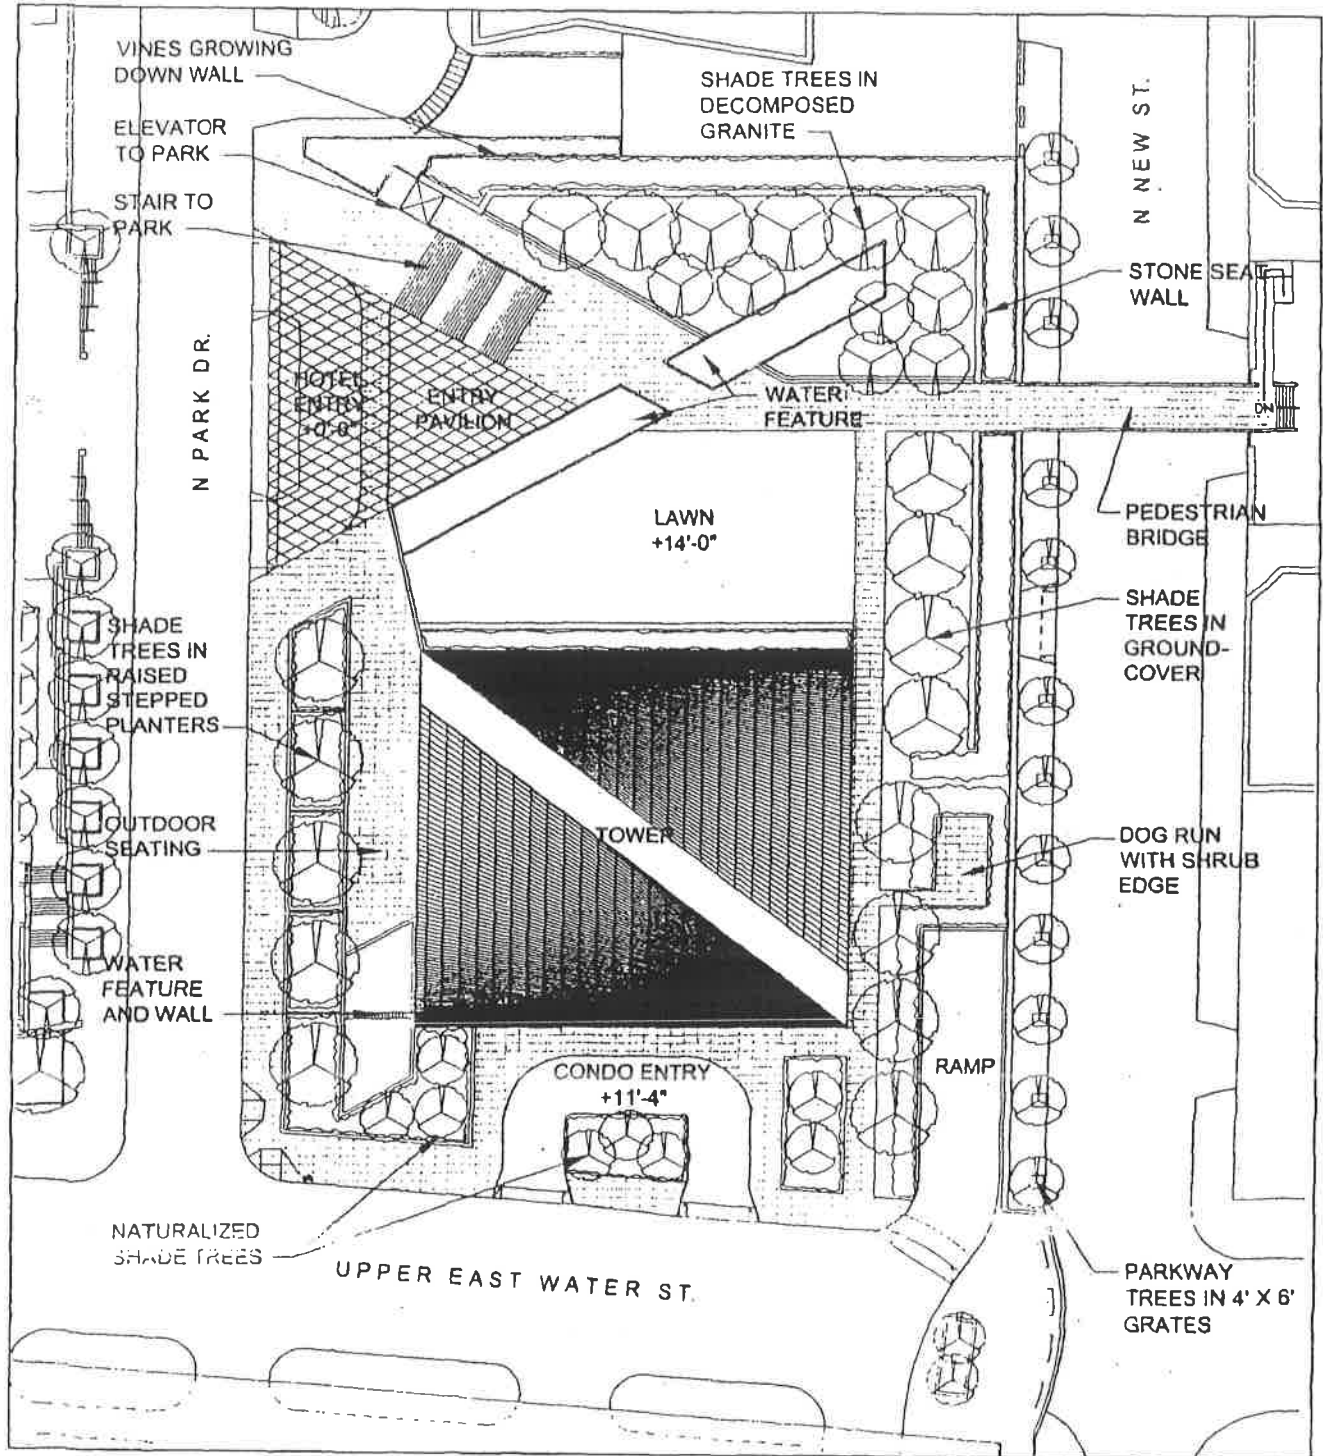 VINES GROWING
DOWN WALL
ELEVATOR
TO PARK
STAIR TO
PARK
SHADE TREES IN
DECOMPOSED
GRANITE
N NEW ST.
STONE SEAT
WALL
N PARK DR.
HOTEL
ENTRY
+0'-0"
ENTRY
PAVILION
WATER
FEATURE
DN
PEDESTRIAN
BRIDGE
LAWN
+14'-0"
SHADE
TREES IN
RAISED
STEPPED
PLANTERS
SHADE
TREES IN
GROUND-
COVER
OUTDOOR
SEATING
TOWER
DOG RUN
WITH SHRUB
EDGE
WATER
FEATURE
AND WALL
CONDO ENTRY
+11'-4"
RAMP
NATURALIZED
SHADE TREES
UPPER EAST WATER ST.
PARKWAY
TREES IN 4' X 6'
GRATES